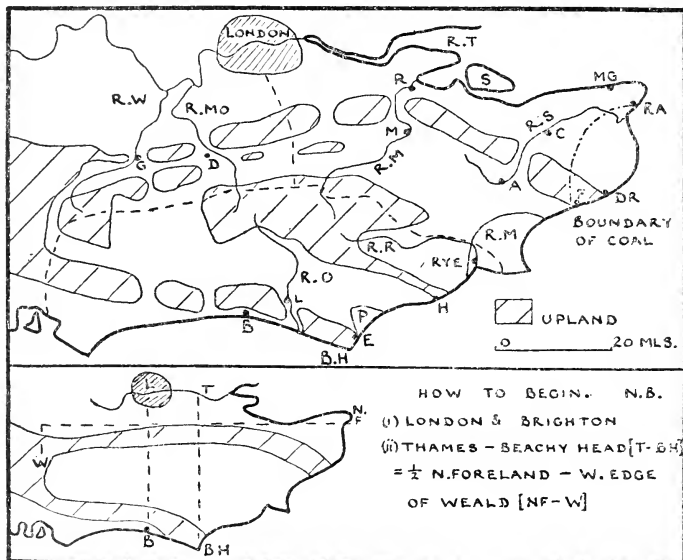 LONDON
R.T
R.W
R.MO
R
S
MG
RA
R.S
C
M
R.M
G
D
A
DR
F
BOUNDARY
OF COAL
R.M
R.R
RYE
R.O
L
P
H
UPLAND
B
E
B.H
0 20 MLS.
L
T
N.
F
W
B
BH
HOW TO BEGIN. N.B.
(i) LONDON & BRIGHTON
(ii) THAMES – BEACHY HEAD [T-BH]
= ½ N.FORELAND – W. EDGE
OF WEALD [NF-W]